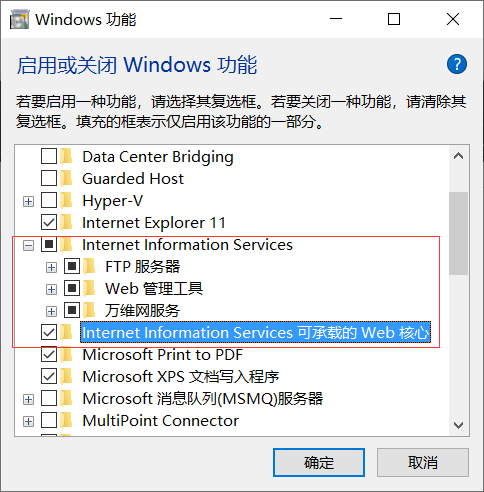 Windows 功能
启用或关闭 Windows 功能
?
若要启用一种功能，请选择其复选框。若要关闭一种功能，请清除其
复选框。填充的框表示仅启用该功能的一部分。
Data Center Bridging
Guarded Host
Hyper-V
Internet Explorer 11
Internet Information Services
FTP 服务器
Web 管理工具
万维网服务
Internet Information Services 可承载的 Web 核心
Microsoft Print to PDF
Microsoft XPS 文档写入程序
Microsoft 消息队列(MSMQ)服务器
MultiPoint Connector
确定
取消